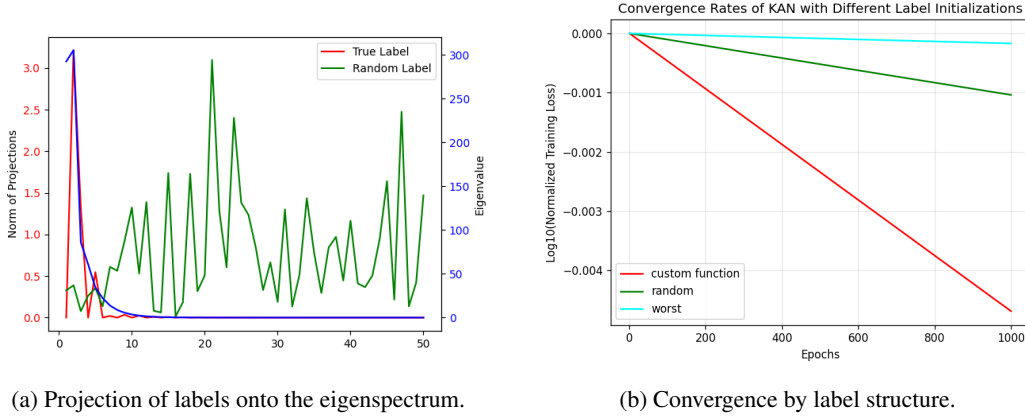 3.0
2.5
2.0
1.5
1.0
0.5
0.0
Norm of Projections
True Label
Random Label
300
250
200
150
100
50
0
Eigenvalue
0 10 20 30 40 50
(a) Projection of labels onto the eigenspectrum.
Convergence Rates of KAN with Different Label Initializations
0.000
−0.001
−0.002
−0.003
−0.004
Log10(Normalized Training Loss)
custom function
random
worst
0 200 400 600 800 1000
Epochs
(b) Convergence by label structure.